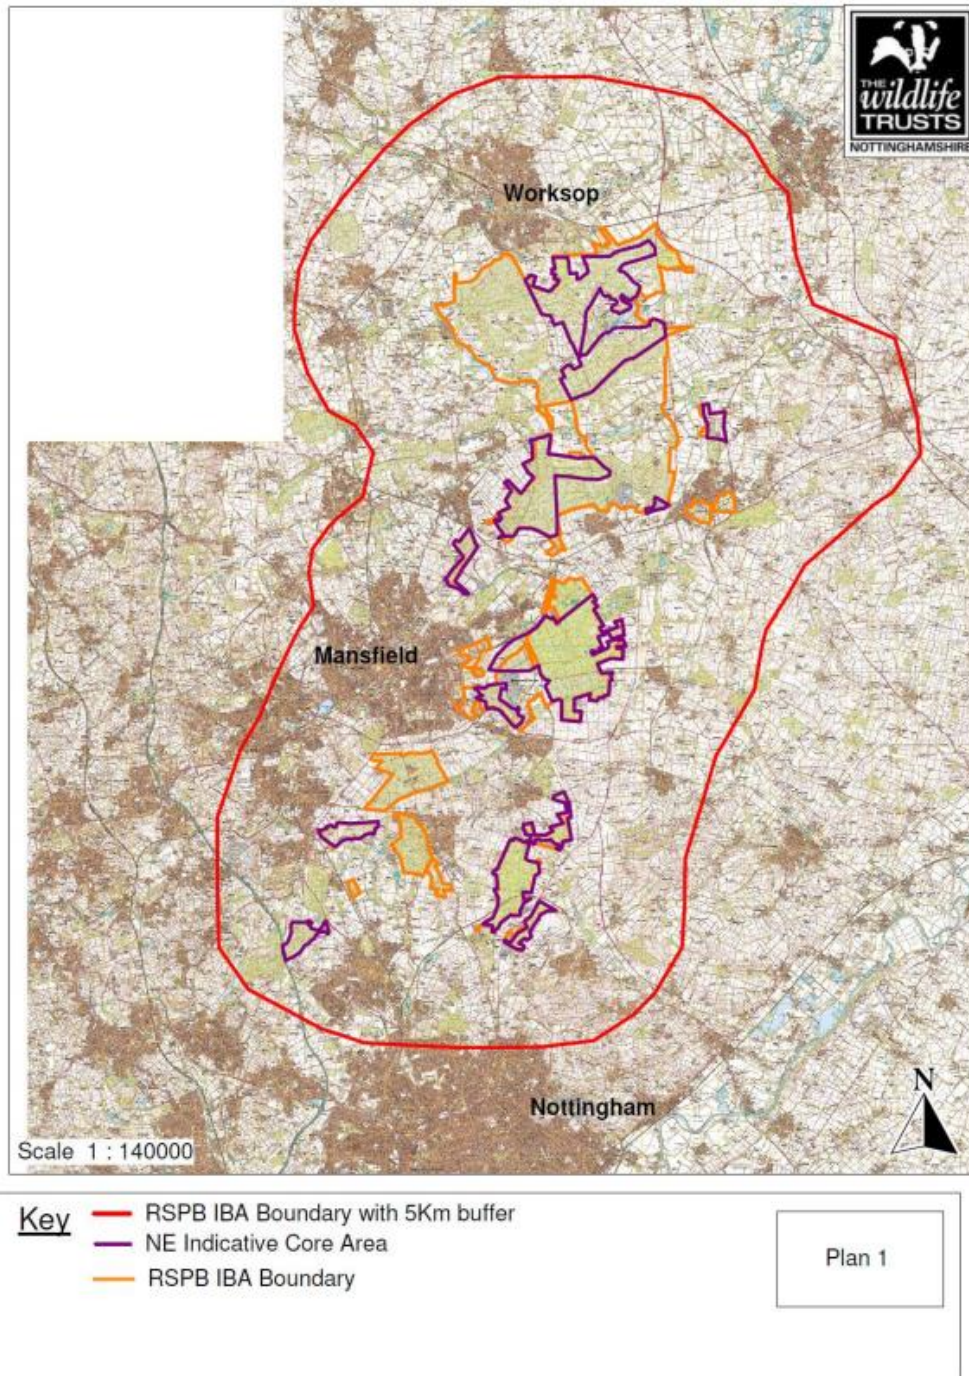 THE
wildlife
TRUSTS
NOTTINGHAMSHIRE
Worksop
Mansfield
Nottingham
N
Scale 1 : 140000
Key
RSPB IBA Boundary with 5Km buffer
NE Indicative Core Area
RSPB IBA Boundary
Plan 1